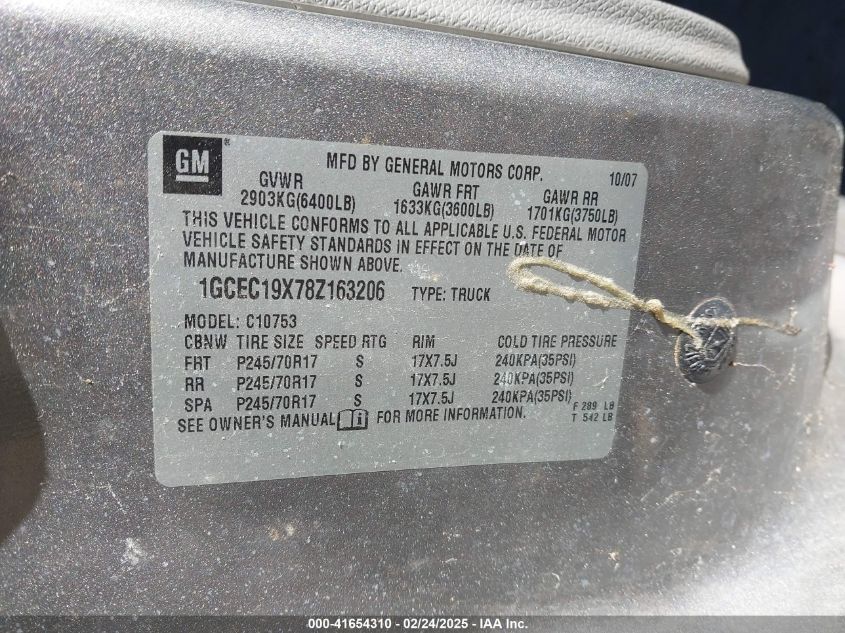 GM ®
MFD BY GENERAL MOTORS CORP. 10/07
GVWR GAWR FRT GAWR RR
2903KG(6400LB) 1633KG(3600LB) 1701KG(3750LB)
THIS VEHICLE CONFORMS TO ALL APPLICABLE U.S. FEDERAL MOTOR
VEHICLE SAFETY STANDARDS IN EFFECT ON THE DATE OF
MANUFACTURE SHOWN ABOVE.
1GCEC19X78Z163206 TYPE: TRUCK
MODEL: C10753
CBNW TIRE SIZE SPEED RTG RIM COLD TIRE PRESSURE
FRT P245/70R17 S 17X7.5J 240KPA(35PSI)
RR P245/70R17 S 17X7.5J 240KPA(35PSI)
SPA P245/70R17 S 17X7.5J 240KPA(35PSI)
SEE OWNER'S MANUAL FOR MORE INFORMATION.
F 289 LB
T 542 LB
000-41654310 - 02/24/2025 - IAA Inc.